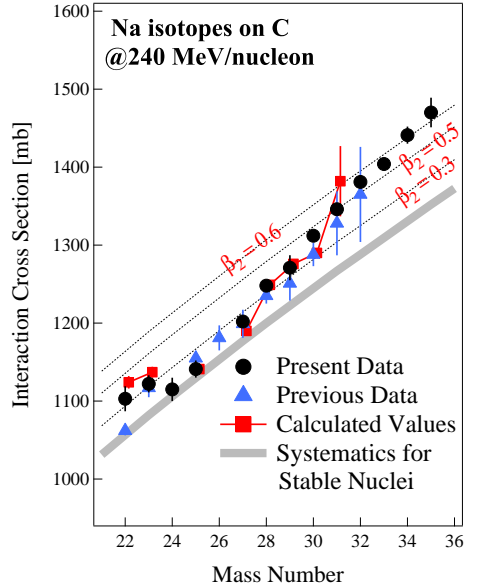 Na isotopes on C
@240 MeV/nucleon
1600
1500
1400
1300
1200
1100
1000
Interaction Cross Section [mb]
β₂=0.6
β₂=0.5
β₂=0.3
Present Data
Previous Data
Calculated Values
Systematics for
Stable Nuclei
22 24 26 28 30 32 34 36
Mass Number